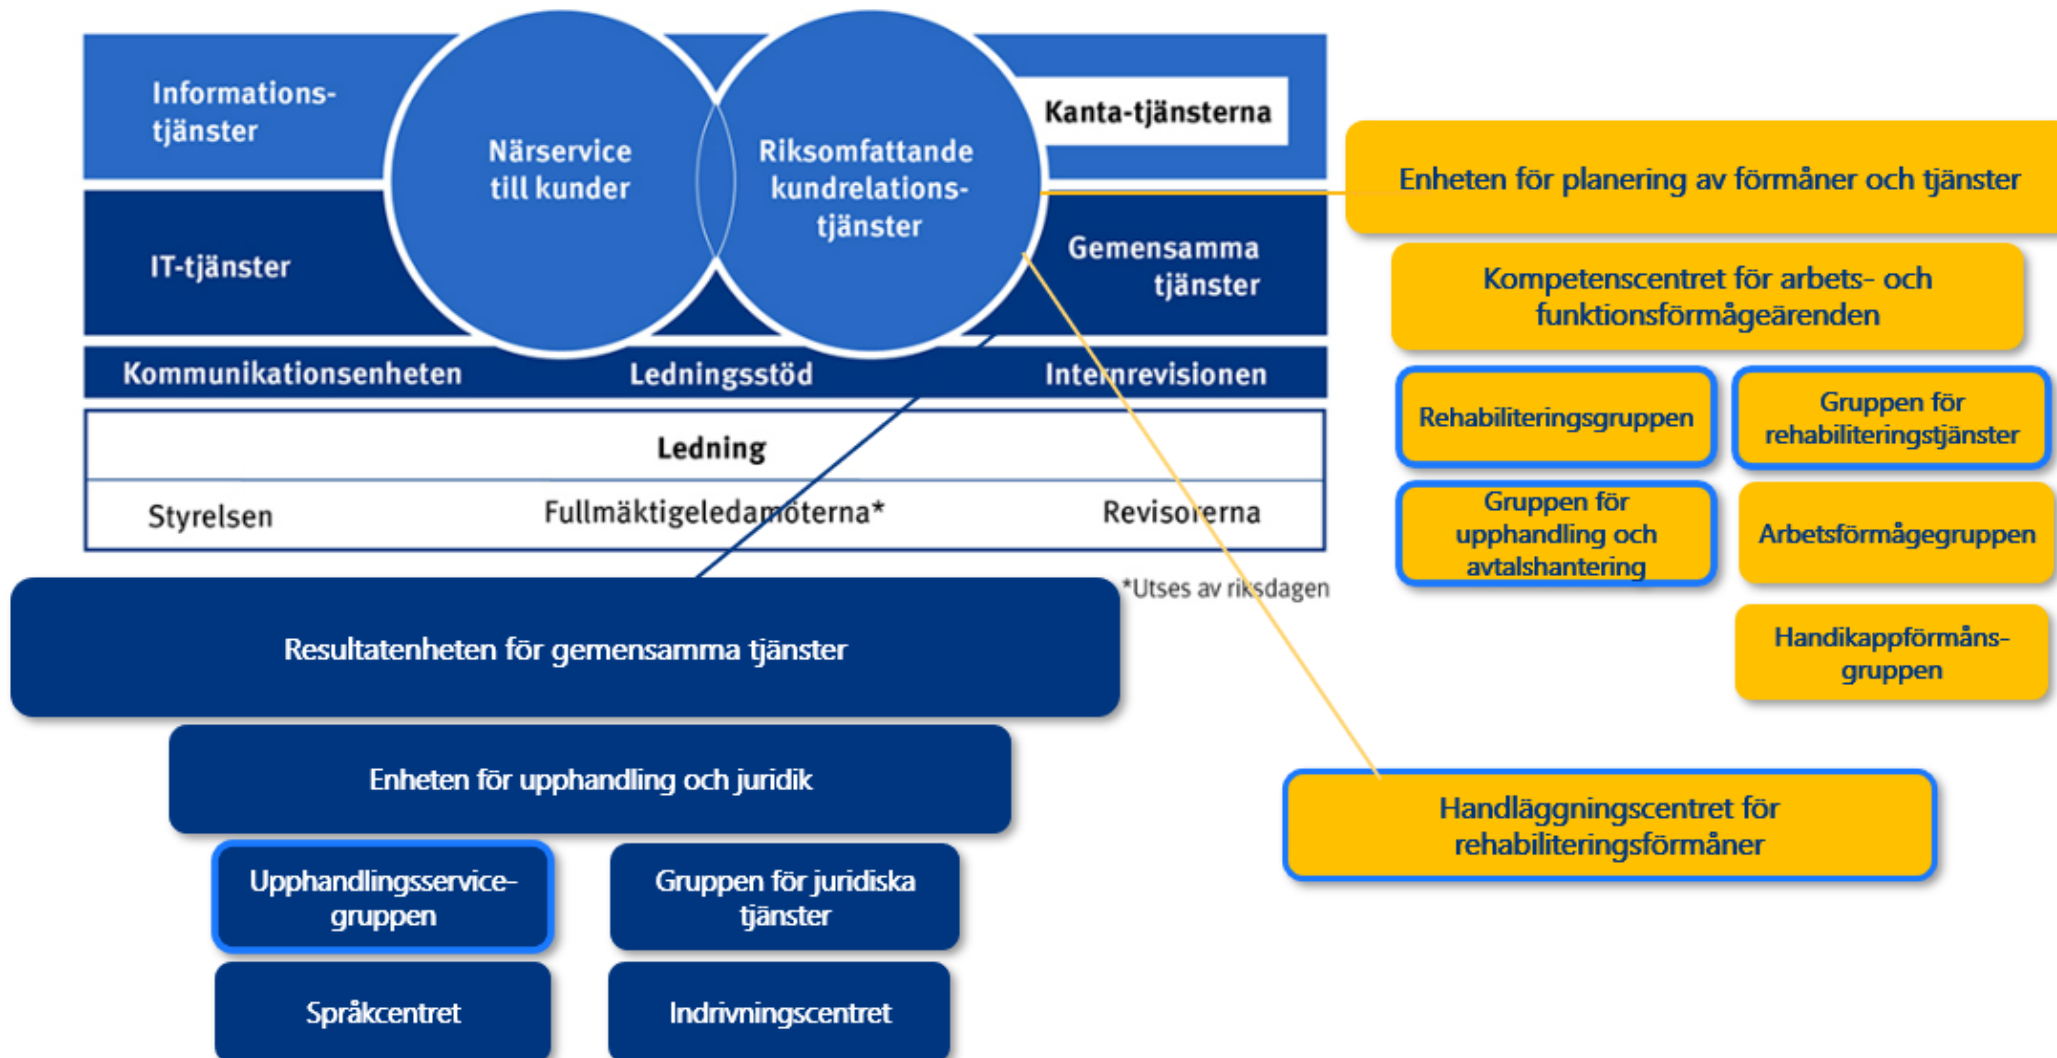 Informations-
tjänster
Närservice
till kunder
Riksomfattande
kundrelations-
tjänster
Kanta-tjänsterna
IT-tjänster
Gemensamma
tjänster
Kommunikationsenheten
Ledningsstöd
Internrevisionen
Ledning
Styrelsen
Fullmäktigeledamöterna*
Revisorerna
*Utses av riksdagen
Enheten för planering av förmåner och tjänster
Kompetenscentret för arbets- och
funktionsförmågeärenden
Rehabiliteringsgruppen
Gruppen för
rehabiliteringstjänster
Gruppen för
upphandling och
avtalshantering
Arbetsförmågegruppen
Handikappförmåns-
gruppen
Handläggningscentret för
rehabiliteringsförmåner
Resultatenheten för gemensamma tjänster
Enheten för upphandling och juridik
Upphandlingsservice-
gruppen
Gruppen för juridiska
tjänster
Språkcentret
Indrivningscentret